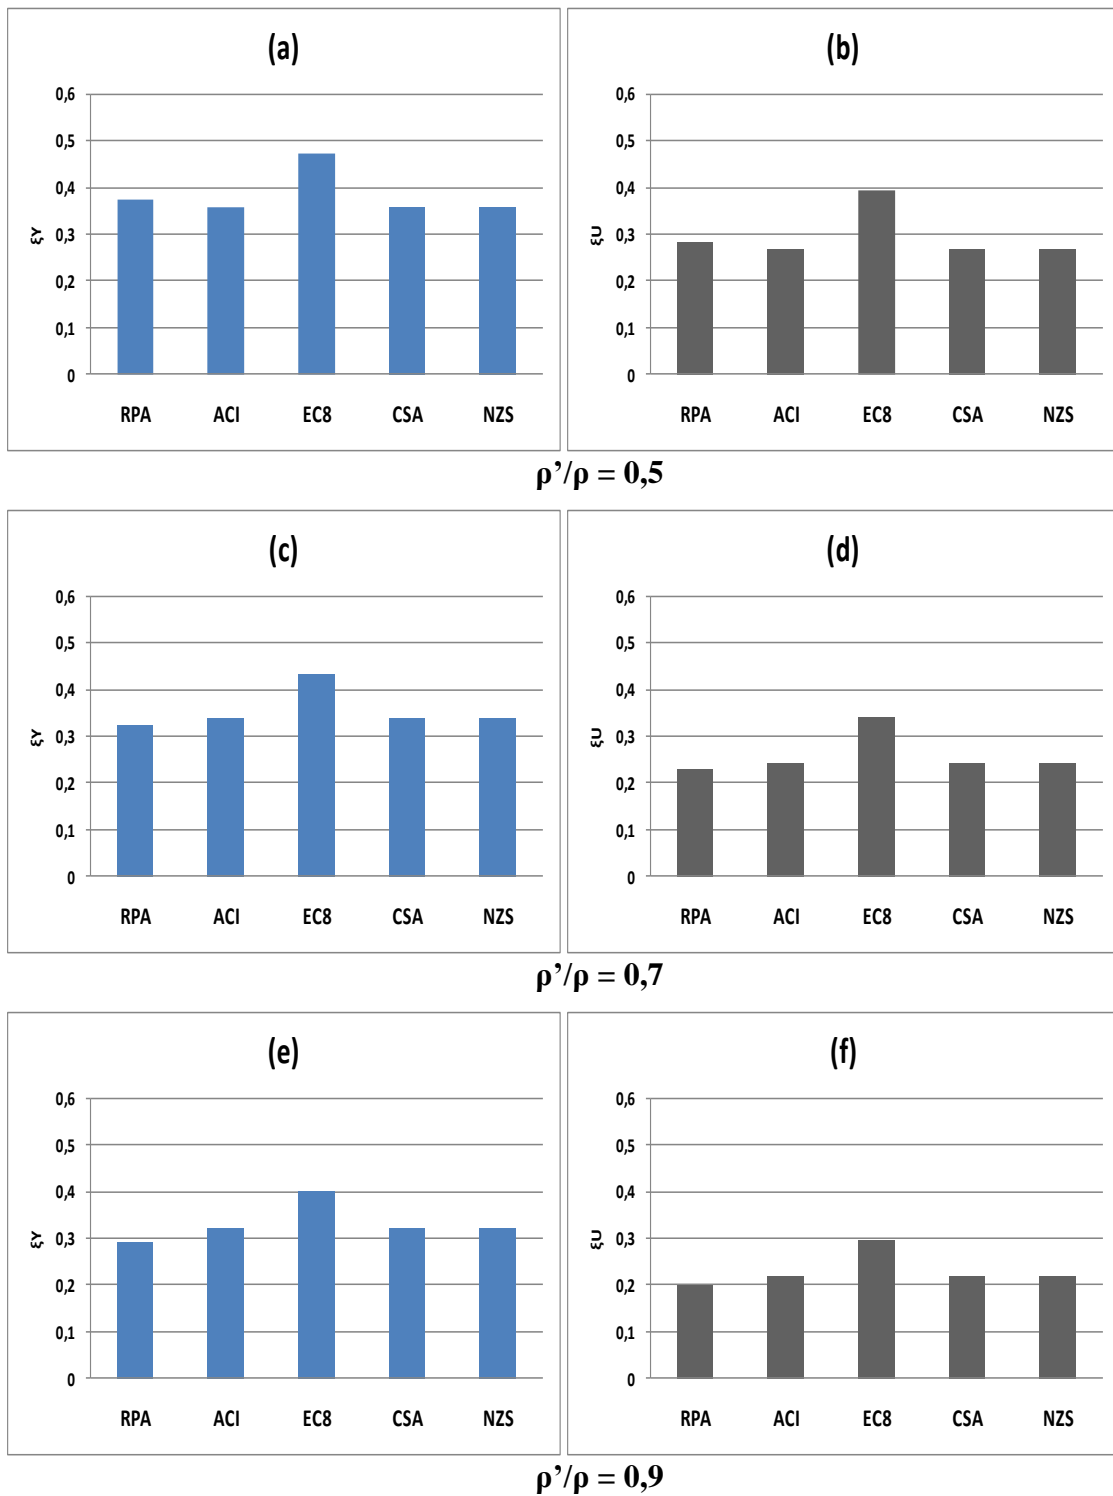 (a)
0,6
0,5
0,4
0,3
0,2
0,1
0
ξY
RPA ACI EC8 CSA NZS
(b)
0,6
0,5
0,4
0,3
0,2
0,1
0
ξU
RPA ACI EC8 CSA NZS
ρ’/ρ = 0,5
(c)
0,6
0,5
0,4
0,3
0,2
0,1
0
ξY
RPA ACI EC8 CSA NZS
(d)
0,6
0,5
0,4
0,3
0,2
0,1
0
ξU
RPA ACI EC8 CSA NZS
ρ’/ρ = 0,7
(e)
0,6
0,5
0,4
0,3
0,2
0,1
0
ξY
RPA ACI EC8 CSA NZS
(f)
0,6
0,5
0,4
0,3
0,2
0,1
0
ξU
RPA ACI EC8 CSA NZS
ρ’/ρ = 0,9